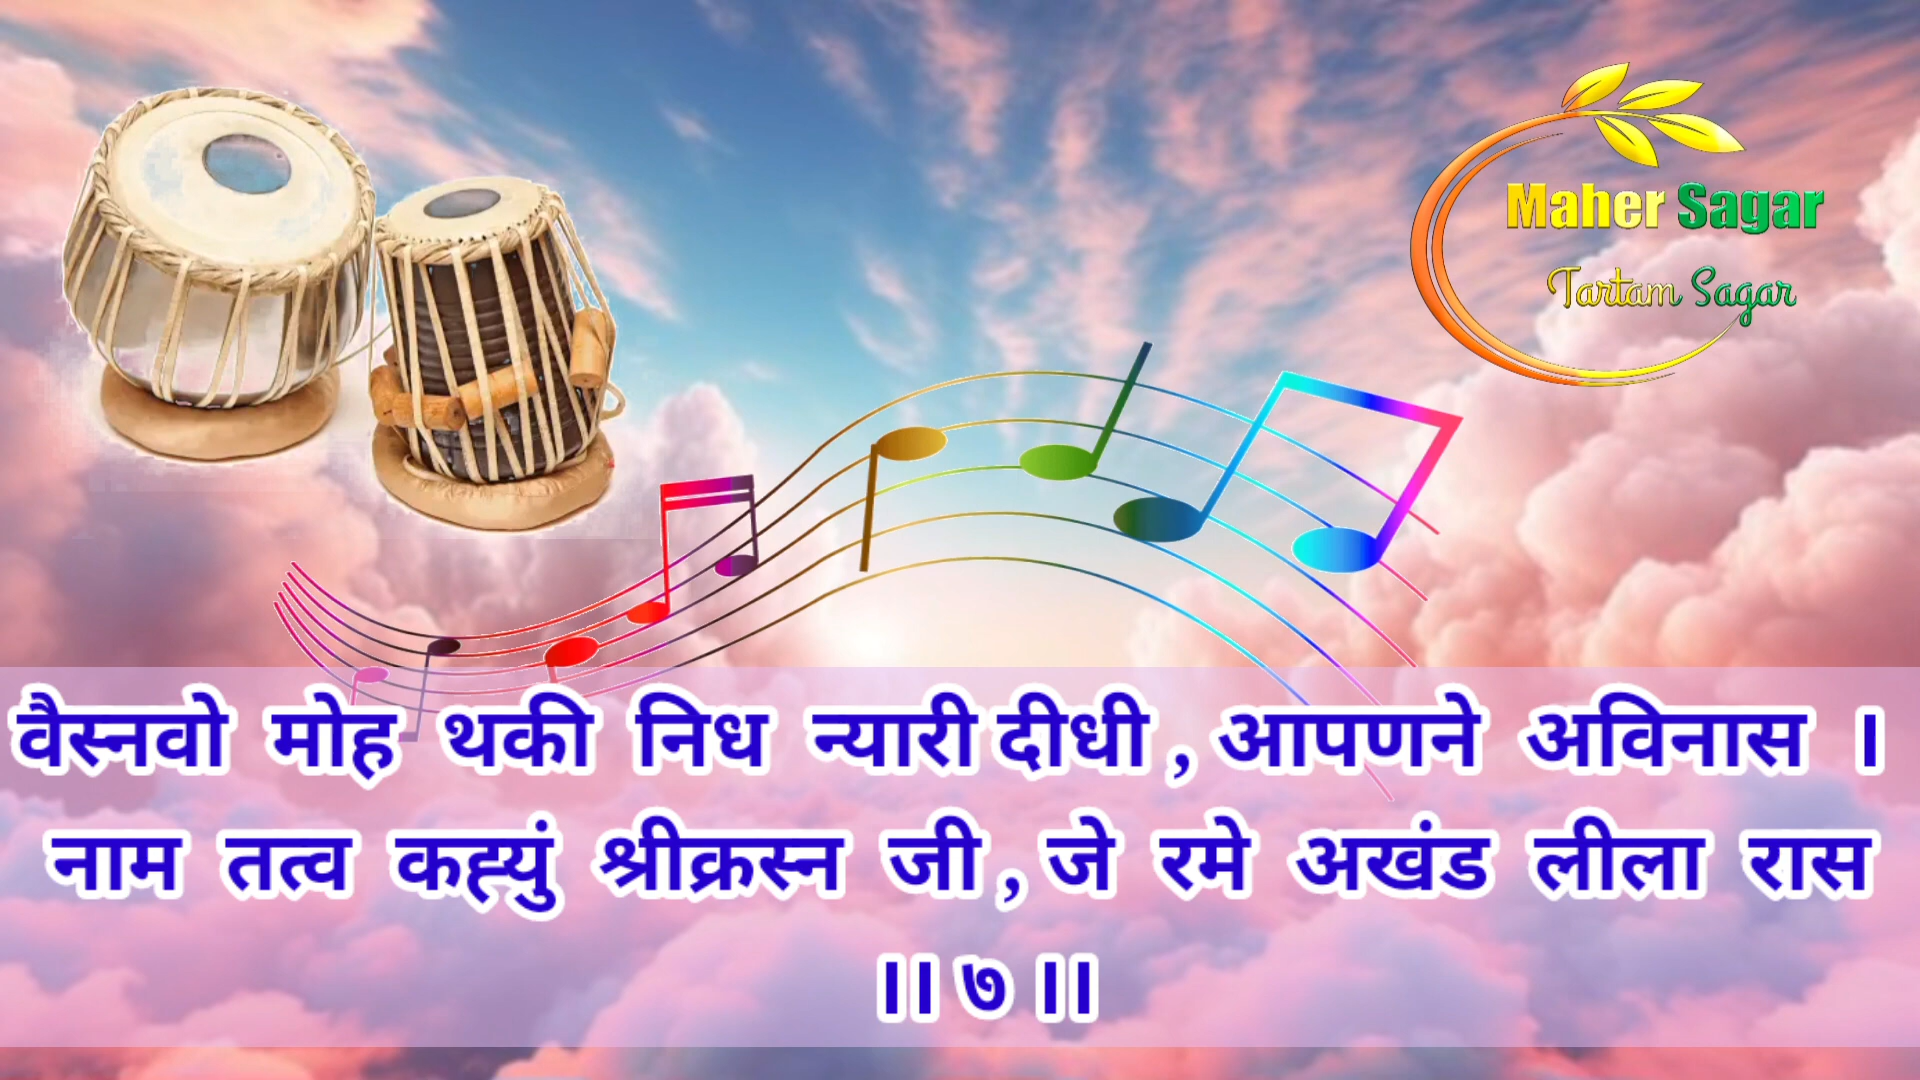 Maher Sagar
Tartam Sagar
वैस्नवो मोह थकी निध न्यारी दीधी , आपणने अविनास ।
नाम तत्व कह्युं श्रीक्रस्न जी , जे रमे अखंड लीला रास
।। ७ ।।